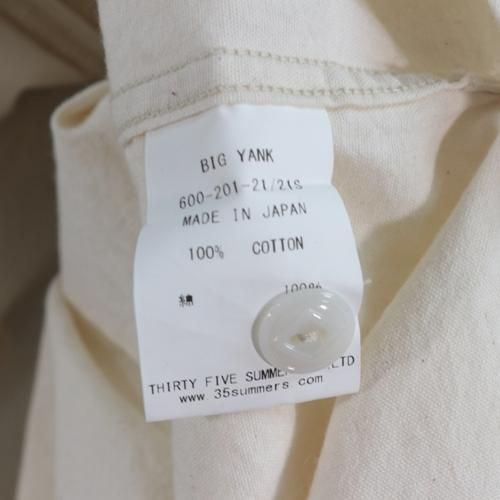 BIG YANK
600-201-21/21S
MADE IN JAPAN
100% COTTON
綿 100%
THIRTY FIVE SUMME LTD
www.35summers.com